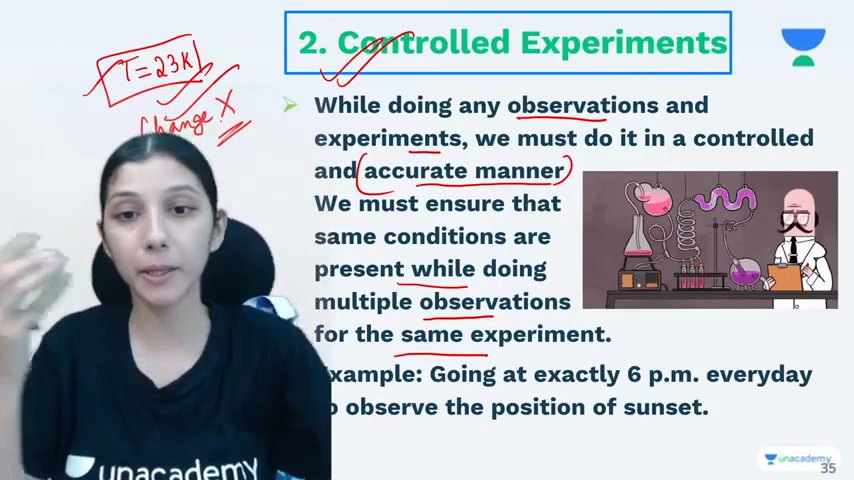 2. Controlled Experiments
T = 23K
Change X
While doing any observations and
experiments, we must do it in a controlled
and accurate manner
We must ensure that
same conditions are
present while doing
multiple observations
for the same experiment.
Example: Going at exactly 6 p.m. everyday
observe the position of sunset.
unacademy
unacademy
35